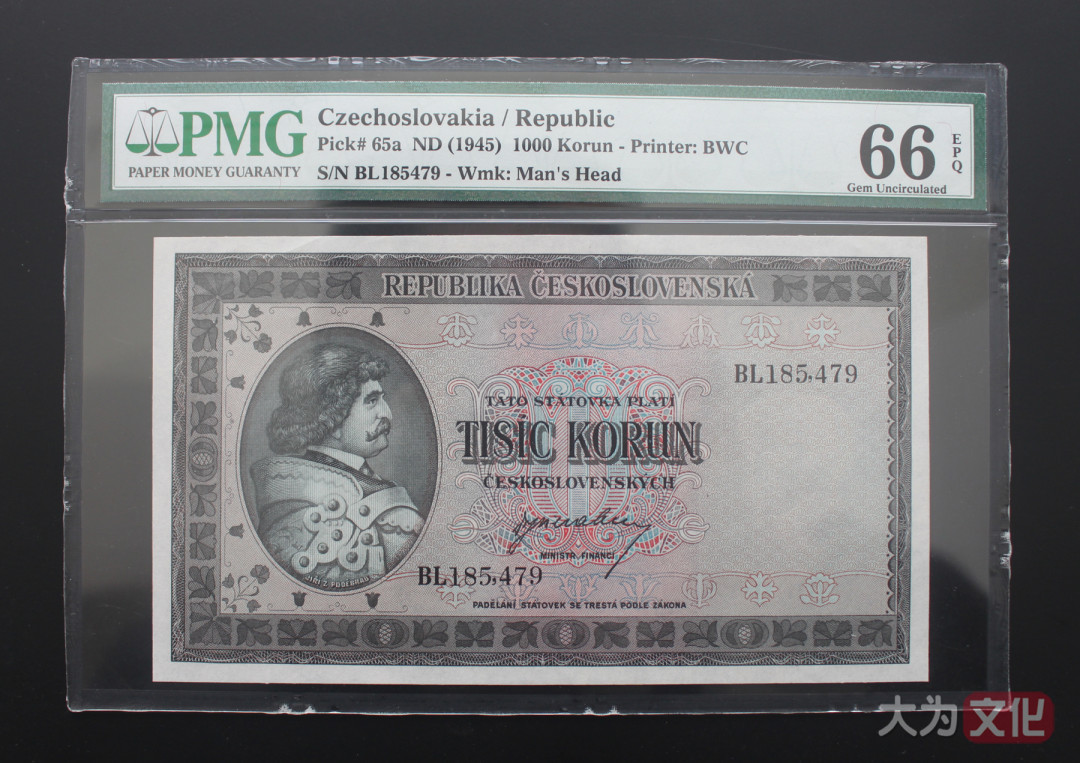 PMG
PAPER MONEY GUARANTY
Czechoslovakia / Republic
Pick# 65a ND (1945) 1000 Korun - Printer: BWC
S/N BL185479 - Wmk: Man's Head
66
EPQ
Gem Uncirculated
REPUBLIKA ČESKOSLOVENSKÁ
BL185,479
TATO STÁTOVKA PLATÍ
TISÍC KORUN
ČESKOSLOVENSKÝCH
MINISTR FINANCÍ
JIŘÍ Z PODĚBRAD
BL185,479
PADĚLÁNÍ STÁTOVEK SE TRESTÁ PODLE ZÁKONA
大为文化